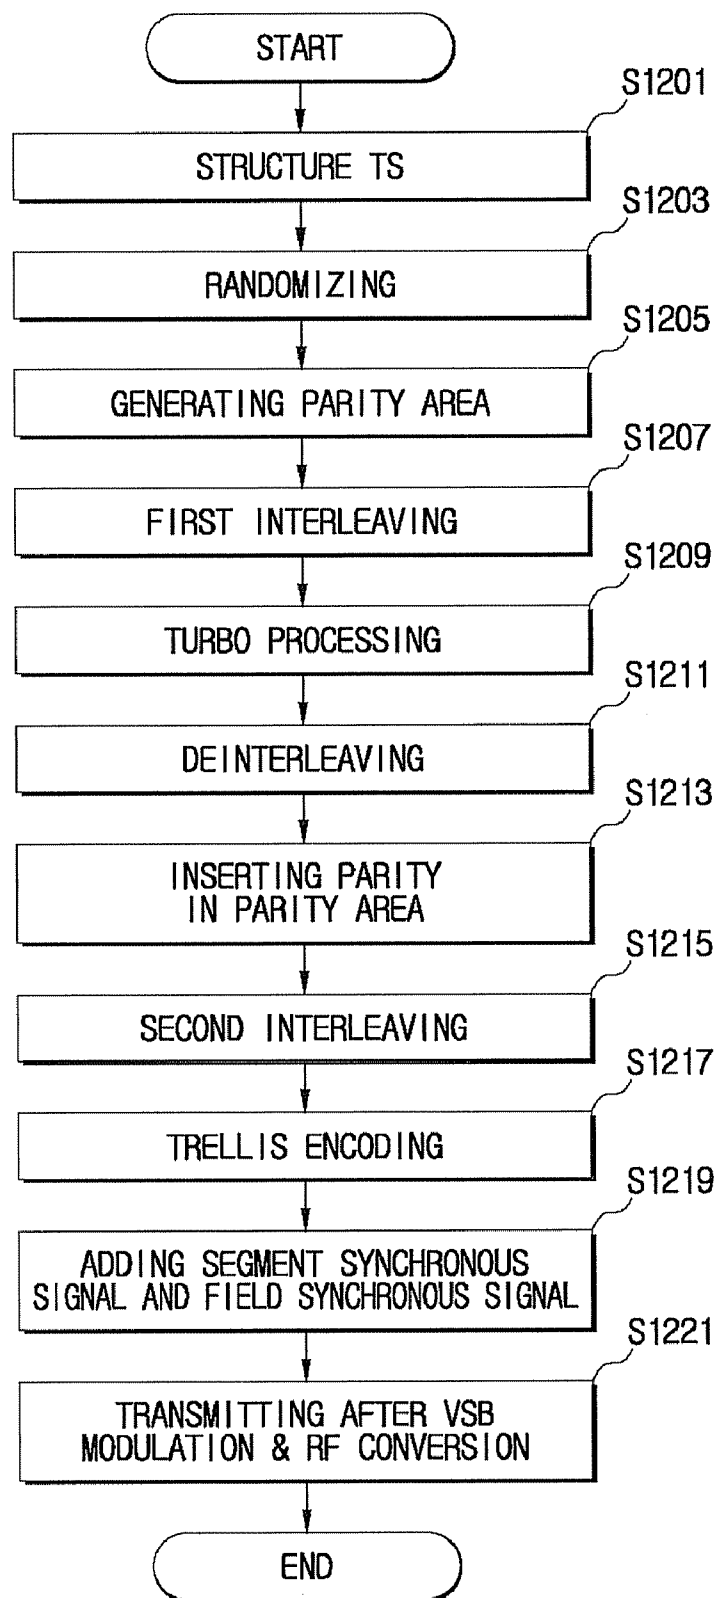 START
S1201
STRUCTURE TS
S1203
RANDOMIZING
S1205
GENERATING PARITY AREA
S1207
FIRST INTERLEAVING
S1209
TURBO PROCESSING
S1211
DEINTERLEAVING
S1213
INSERTING PARITY
IN PARITY AREA
S1215
SECOND INTERLEAVING
S1217
TRELLIS ENCODING
S1219
ADDING SEGMENT SYNCHRONOUS
SIGNAL AND FIELD SYNCHRONOUS SIGNAL
S1221
TRANSMITTING AFTER VSB
MODULATION & RF CONVERSION
END